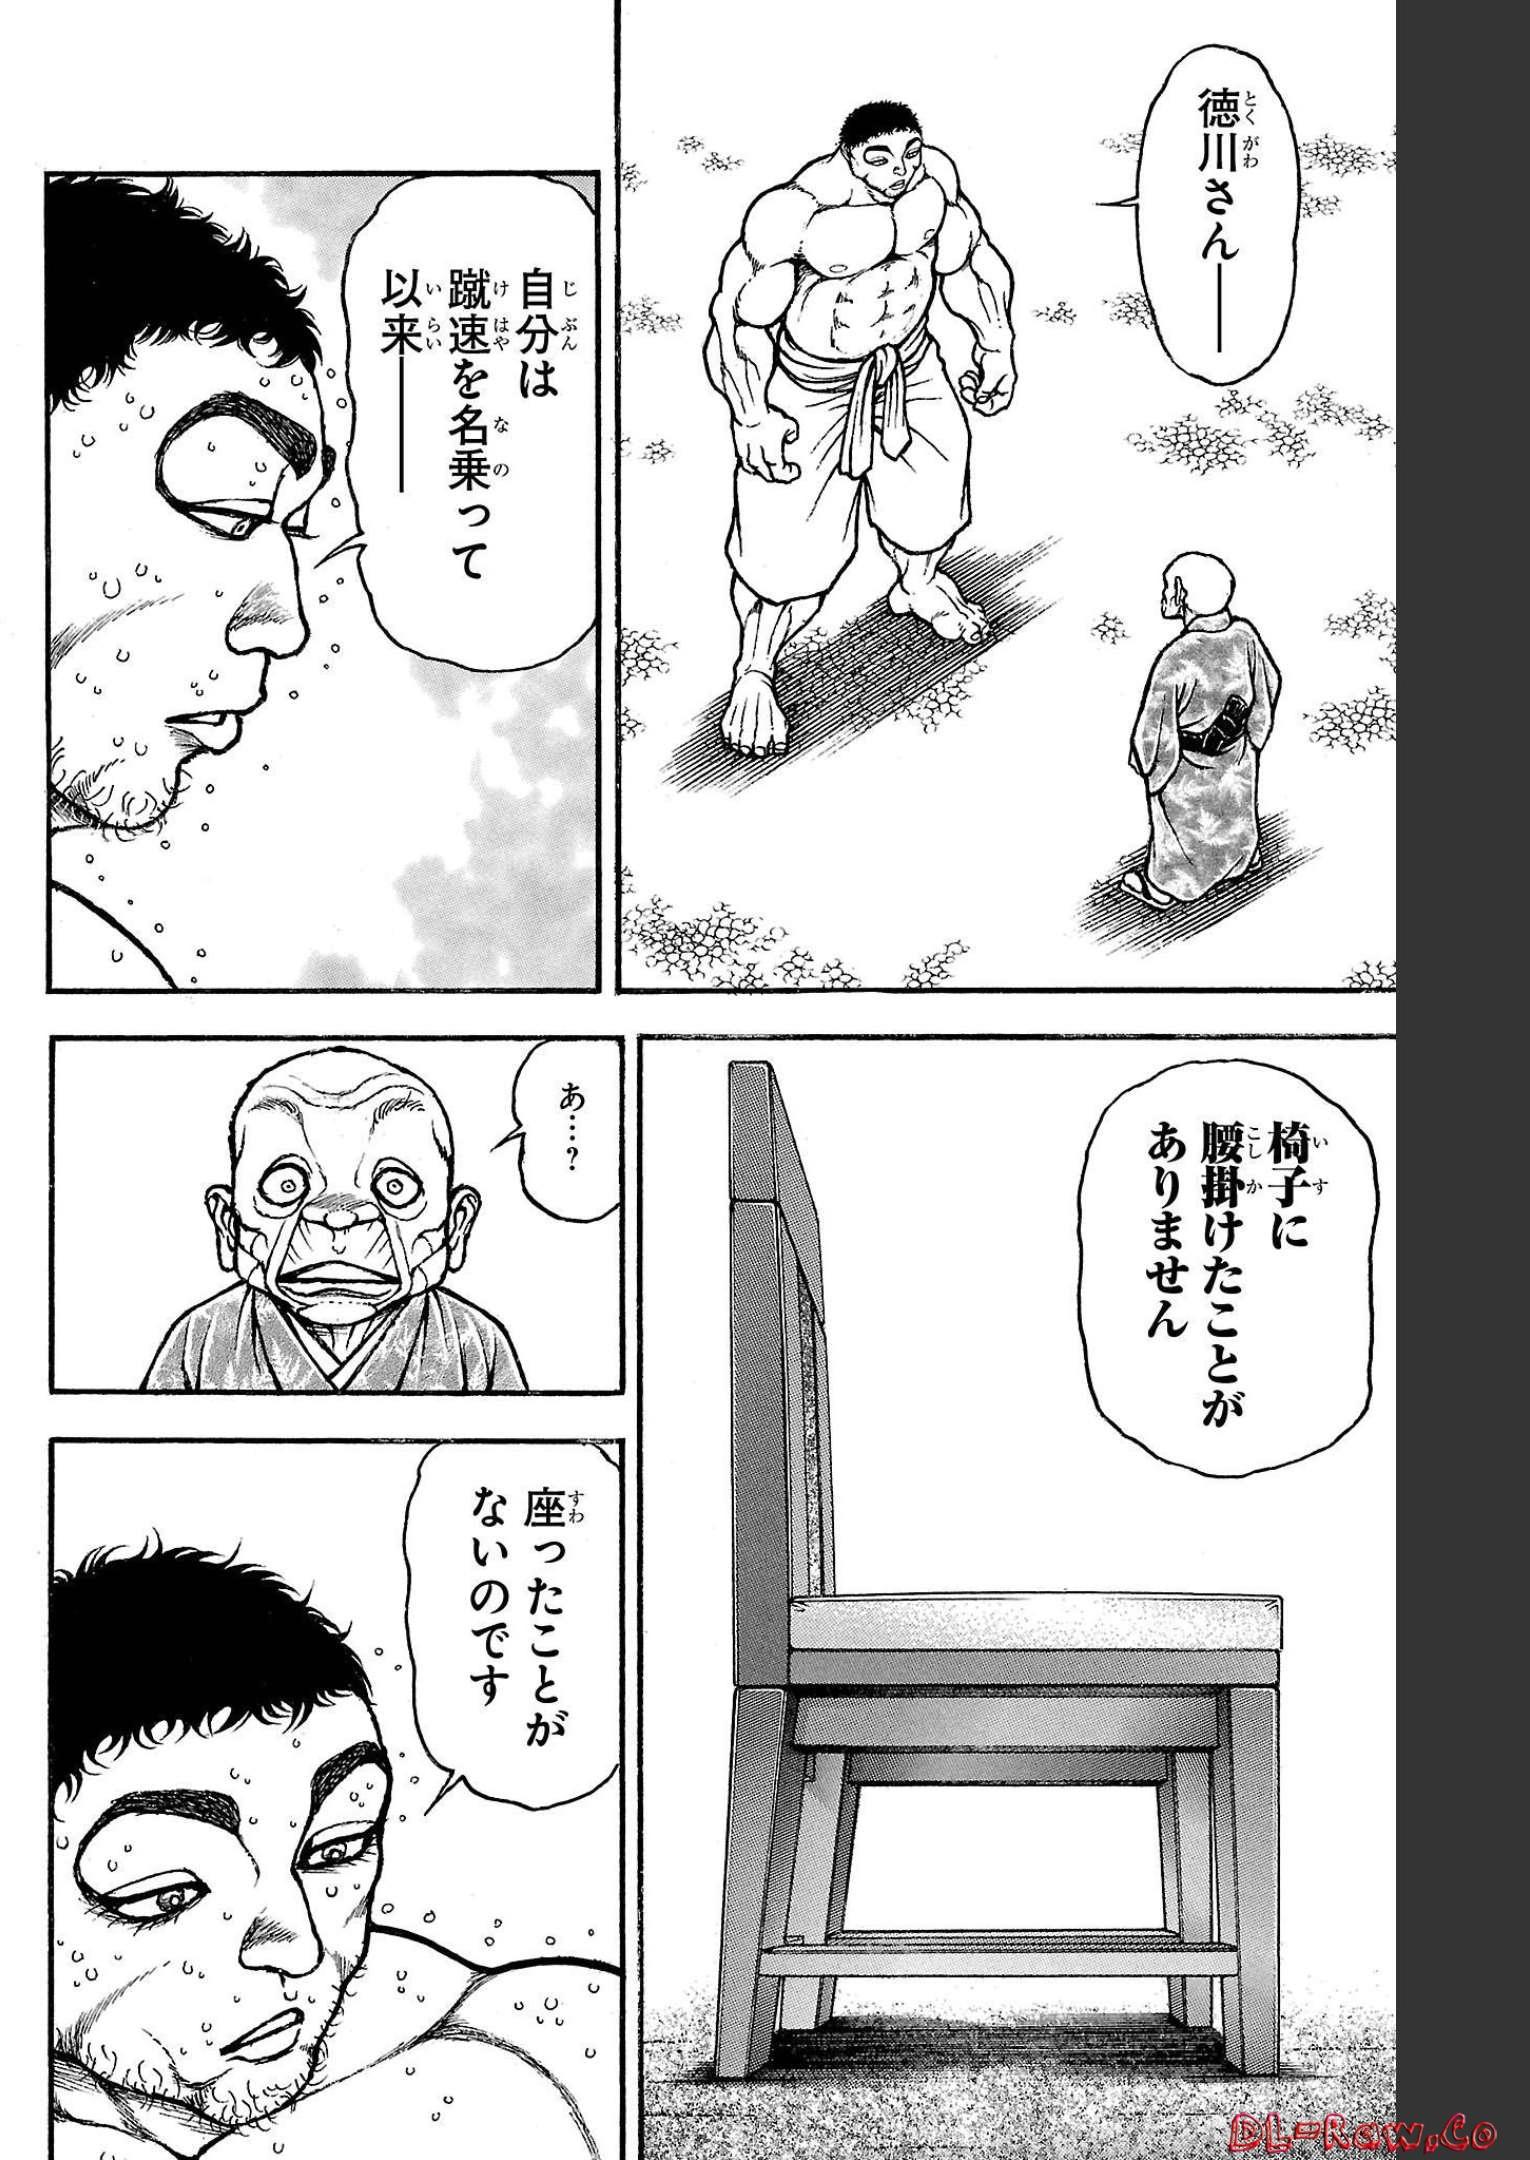 徳川さん——
自分は
蹴速を名乗って
以来——
椅子に
腰掛けたことが
ありません
あ…?
座ったことが
ないのです
DL-Raw.Co